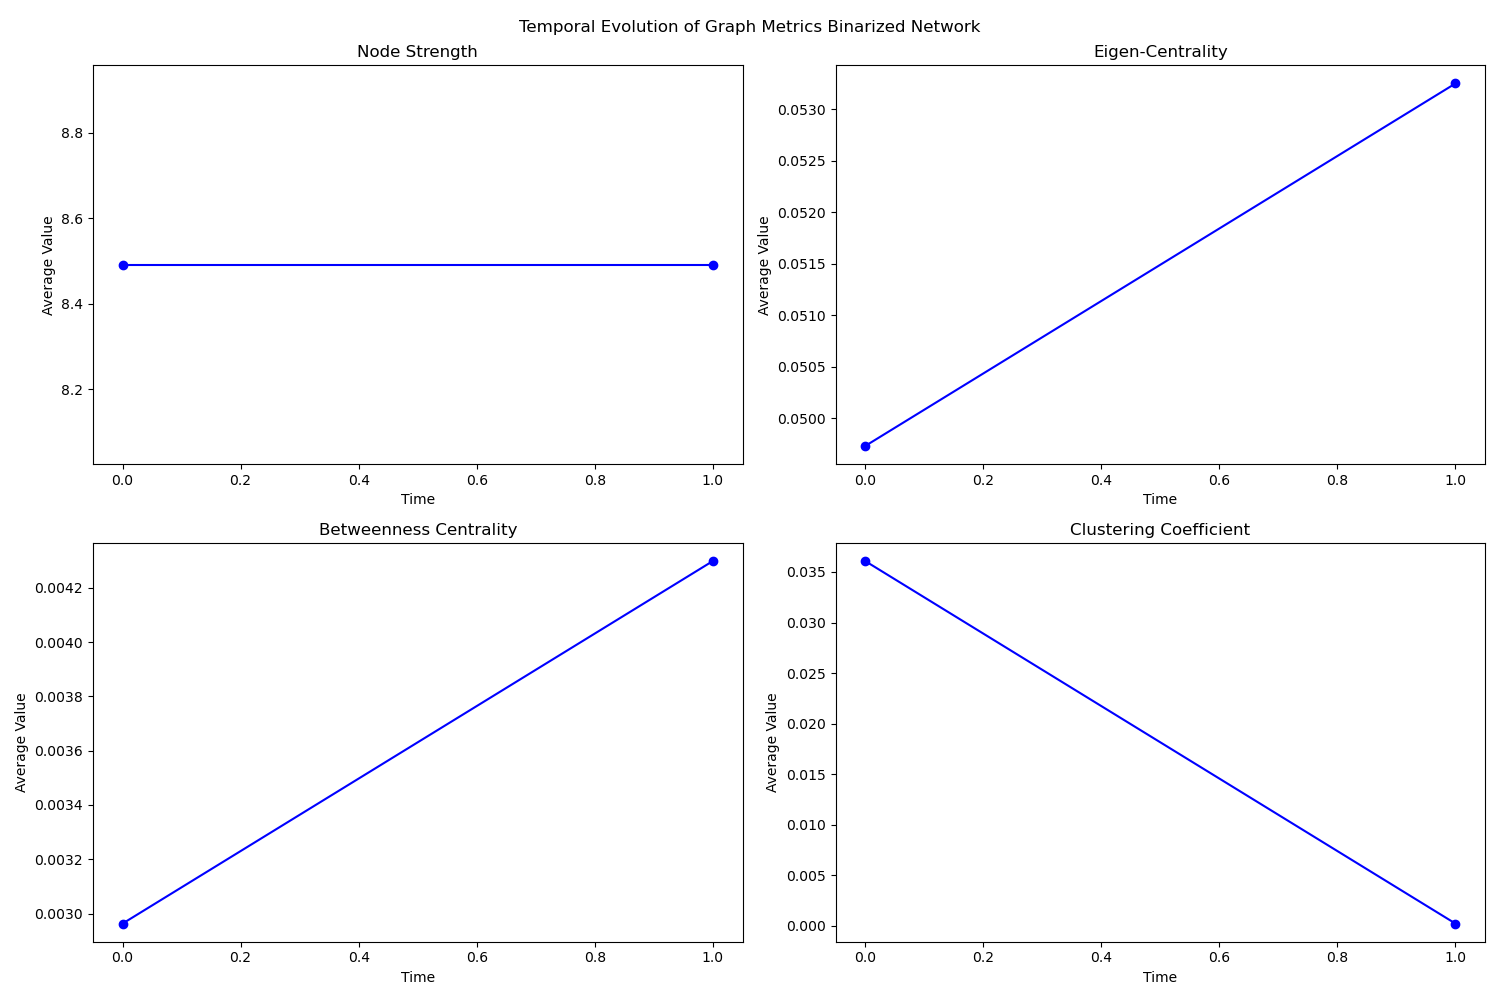 Temporal Evolution of Graph Metrics Binarized Network
Node Strength
Average Value
8.8
8.6
8.4
8.2
0.0 0.2 0.4 0.6 0.8 1.0
Time
Eigen-Centrality
Average Value
0.0530
0.0525
0.0520
0.0515
0.0510
0.0505
0.0500
0.0 0.2 0.4 0.6 0.8 1.0
Time
Betweenness Centrality
Average Value
0.0042
0.0040
0.0038
0.0036
0.0034
0.0032
0.0030
0.0 0.2 0.4 0.6 0.8 1.0
Time
Clustering Coefficient
Average Value
0.035
0.030
0.025
0.020
0.015
0.010
0.005
0.000
0.0 0.2 0.4 0.6 0.8 1.0
Time